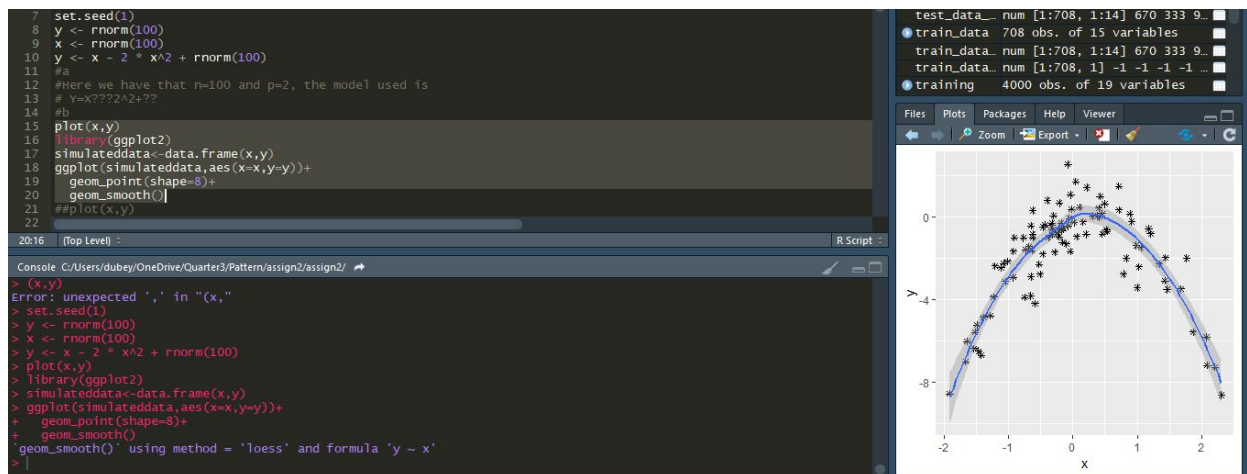 7 set.seed(1)
8 y <- rnorm(100)
9 x <- rnorm(100)
10 y <- x - 2 * x^2 + rnorm(100)
11 #a
12 #Here we have that n=100 and p=2, the model used is
13 # Y=X???2^2+??
14 #b
15 plot(x,y)
16 library(ggplot2)
17 simulateddata<-data.frame(x,y)
18 ggplot(simulateddata,aes(x=x,y=y))+
19 geom_point(shape=8)+
20 geom_smooth()
21 ##plot(x,y)
22
20:16 (Top Level) R Script
Console C:/Users/dubey/OneDrive/Quarter3/Pattern/assign2/assign2/
> (x,y)
Error: unexpected ',' in "(x,"
> set.seed(1)
> y <- rnorm(100)
> x <- rnorm(100)
> y <- x - 2 * x^2 + rnorm(100)
> plot(x,y)
> library(ggplot2)
> simulateddata<-data.frame(x,y)
> ggplot(simulateddata,aes(x=x,y=y))+
+ geom_point(shape=8)+
+ geom_smooth()
`geom_smooth()` using method = 'loess' and formula 'y ~ x'
>
test_data_… num [1:708, 1:14] 670 333 9…
train_data 708 obs. of 15 variables
train_data… num [1:708, 1:14] 670 333 9…
train_data… num [1:708, 1] -1 -1 -1 -1 …
training 4000 obs. of 19 variables
Files Plots Packages Help Viewer
Zoom Export
0
-4
-8
y
-2 -1 0 1 2
x